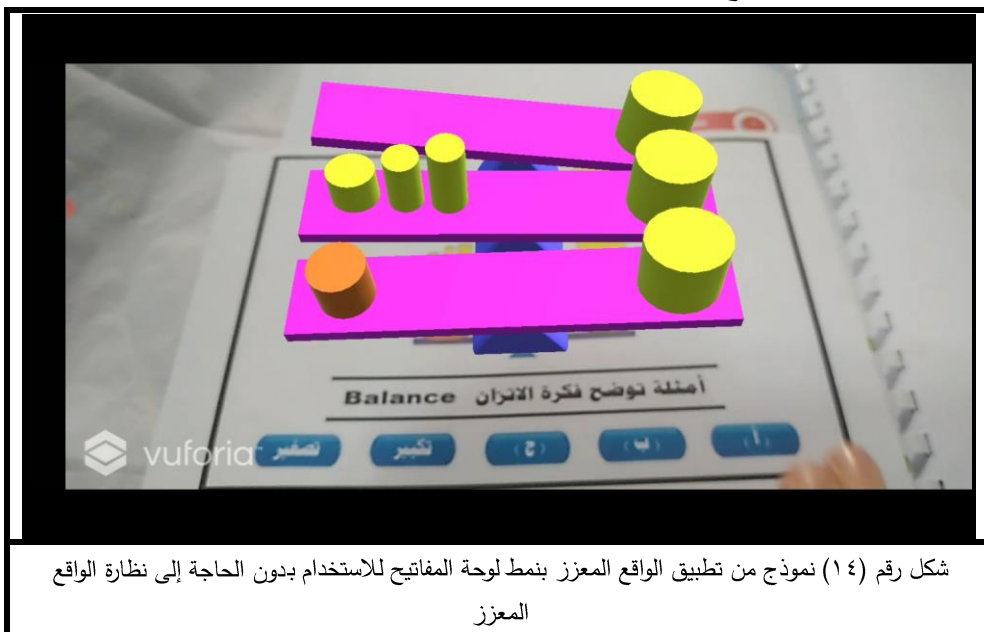 أمثلة توضح فكرة الاتزان Balance
(أ) (ب) (ج) تكبير تصغير
vuforia
شكل رقم (١٤) نموذج من تطبيق الواقع المعزز بنمط لوحة المفاتيح للاستخدام بدون الحاجة إلى نظارة الواقع
المعزز